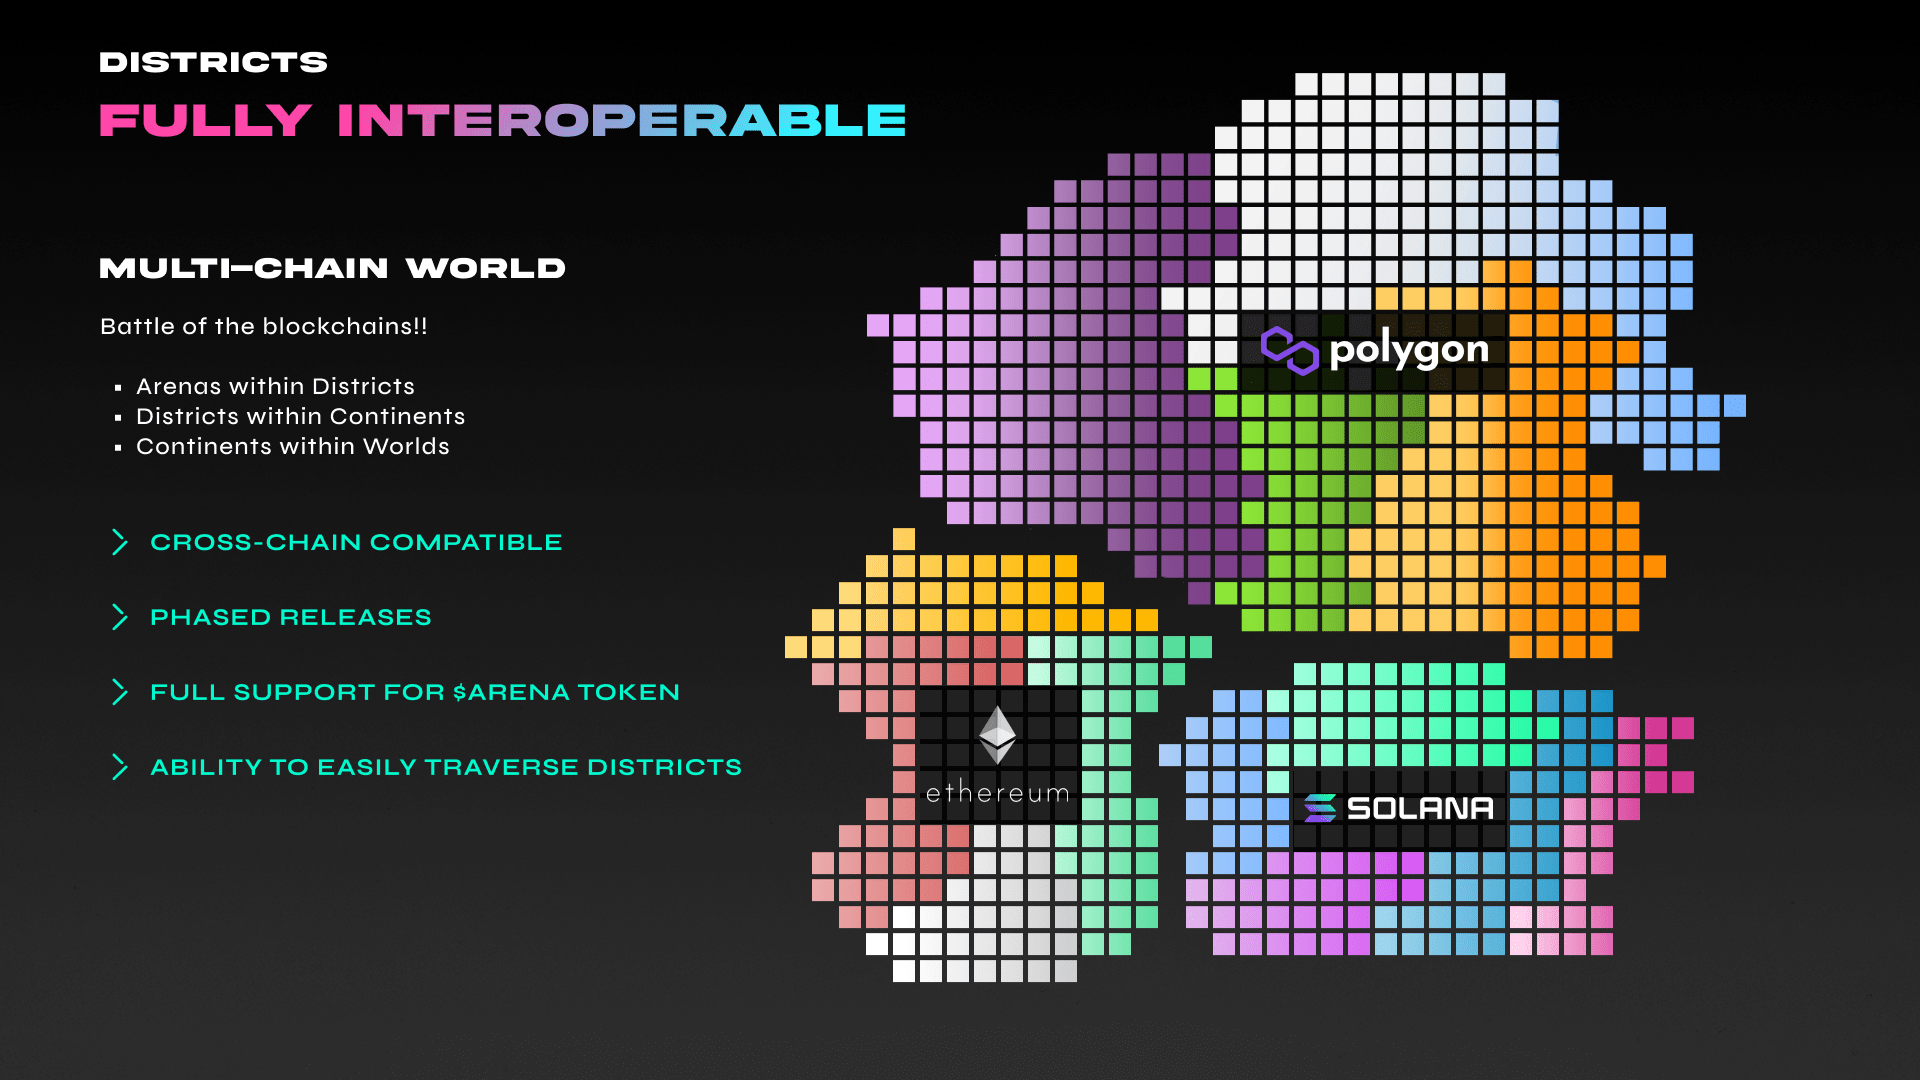 DISTRICTS
FULLY INTEROPERABLE
MULTI–CHAIN WORLD
Battle of the blockchains!!
Arenas within Districts
Districts within Continents
Continents within Worlds
CROSS-CHAIN COMPATIBLE
PHASED RELEASES
FULL SUPPORT FOR $ARENA TOKEN
ABILITY TO EASILY TRAVERSE DISTRICTS
polygon
ethereum
SOLANA